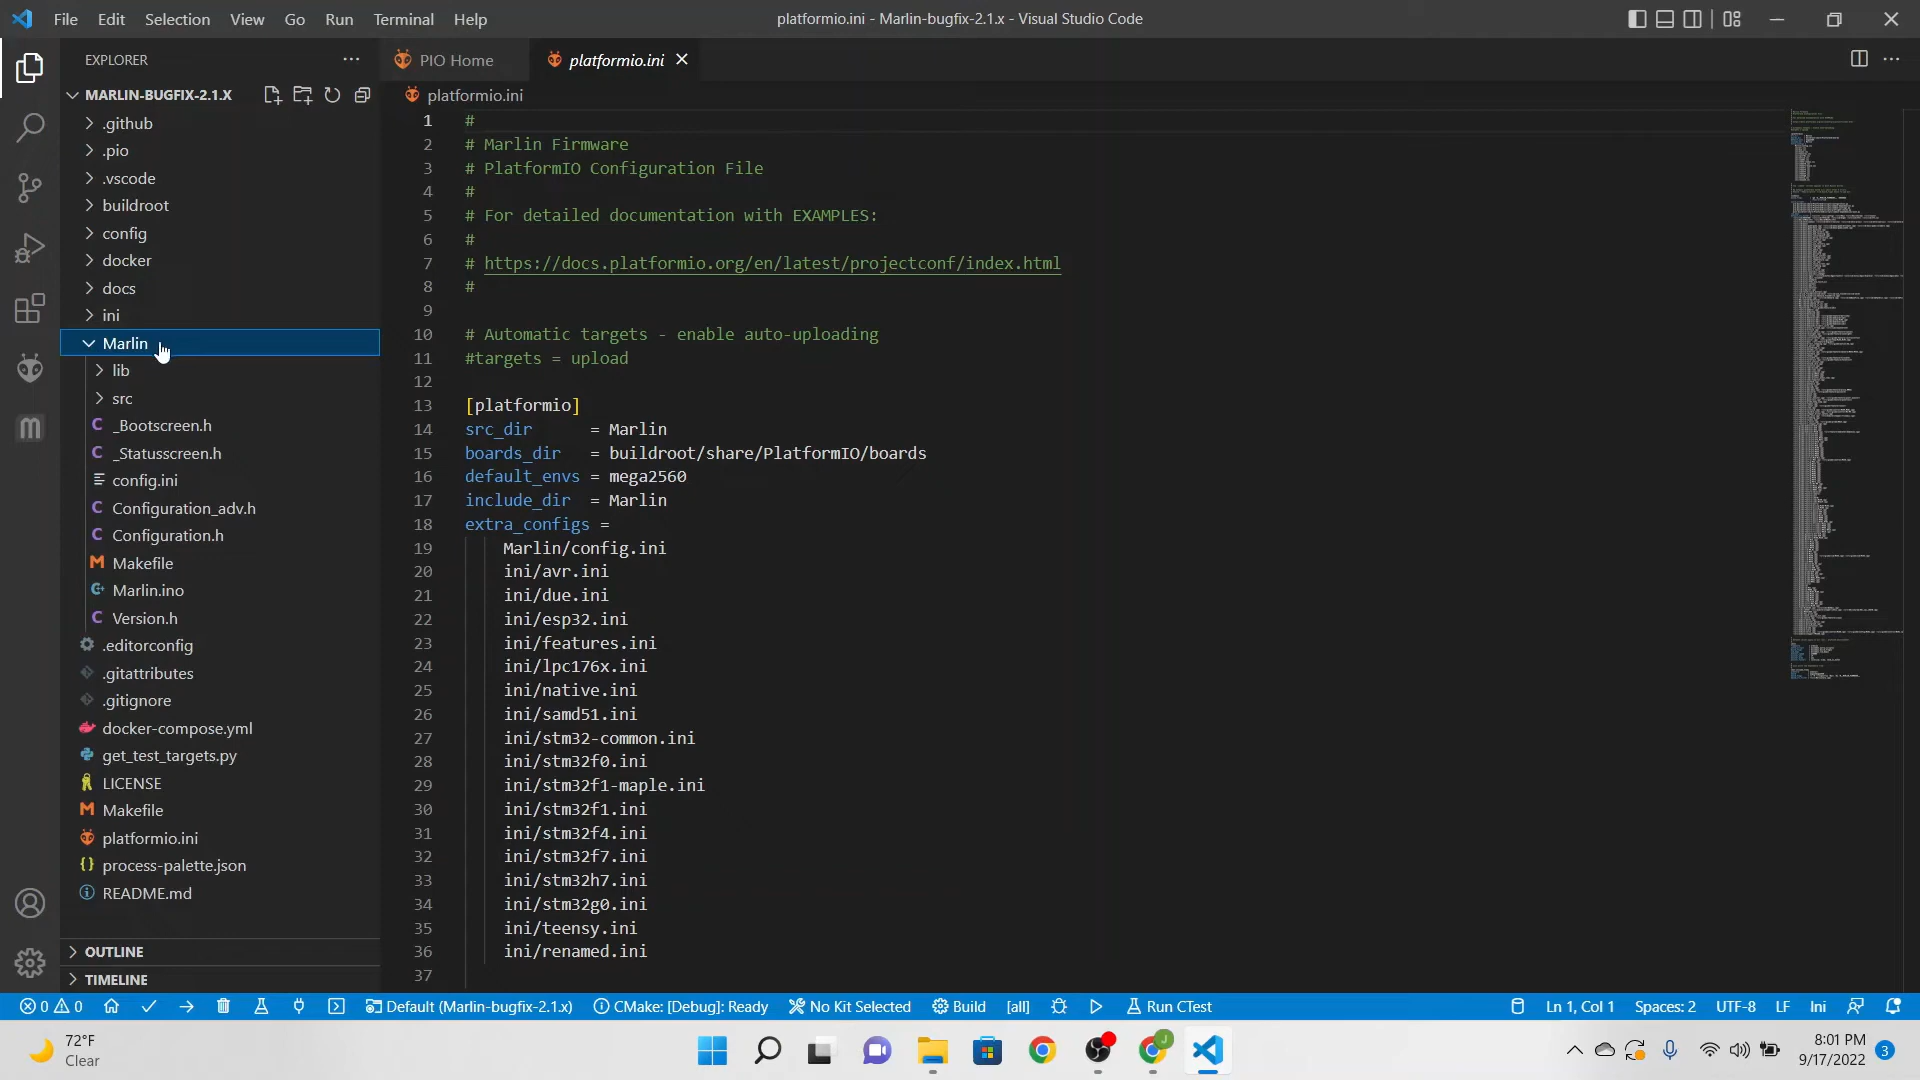 File Edit Selection View Go Run Terminal Help
platformio.ini - Marlin-bugfix-2.1.x - Visual Studio Code
EXPLORER
MARLIN-BUGFIX-2.1.X
.github
.pio
.vscode
buildroot
config
docker
docs
ini
Marlin
lib
src
_Bootscreen.h
_Statusscreen.h
config.ini
Configuration_adv.h
Configuration.h
Makefile
Marlin.ino
Version.h
.editorconfig
.gitattributes
.gitignore
docker-compose.yml
get_test_targets.py
LICENSE
Makefile
platformio.ini
process-palette.json
README.md
OUTLINE
TIMELINE
PIO Home platformio.ini
platformio.ini
1 #
2 # Marlin Firmware
3 # PlatformIO Configuration File
4 #
5 # For detailed documentation with EXAMPLES:
6 #
7 # https://docs.platformio.org/en/latest/projectconf/index.html
8 #
9
10 # Automatic targets - enable auto-uploading
11 #targets = upload
12
13 [platformio]
14 src_dir = Marlin
15 boards_dir = buildroot/share/PlatformIO/boards
16 default_envs = mega2560
17 include_dir = Marlin
18 extra_configs =
19 Marlin/config.ini
20 ini/avr.ini
21 ini/due.ini
22 ini/esp32.ini
23 ini/features.ini
24 ini/lpc176x.ini
25 ini/native.ini
26 ini/samd51.ini
27 ini/stm32-common.ini
28 ini/stm32f0.ini
29 ini/stm32f1-maple.ini
30 ini/stm32f1.ini
31 ini/stm32f4.ini
32 ini/stm32f7.ini
33 ini/stm32h7.ini
34 ini/stm32g0.ini
35 ini/teensy.ini
36 ini/renamed.ini
37
0 0 Default (Marlin-bugfix-2.1.x) CMake: [Debug]: Ready No Kit Selected Build [all] Run CTest Ln 1, Col 1 Spaces: 2 UTF-8 LF Ini
72°F
Clear
J
8:01 PM
9/17/2022
3